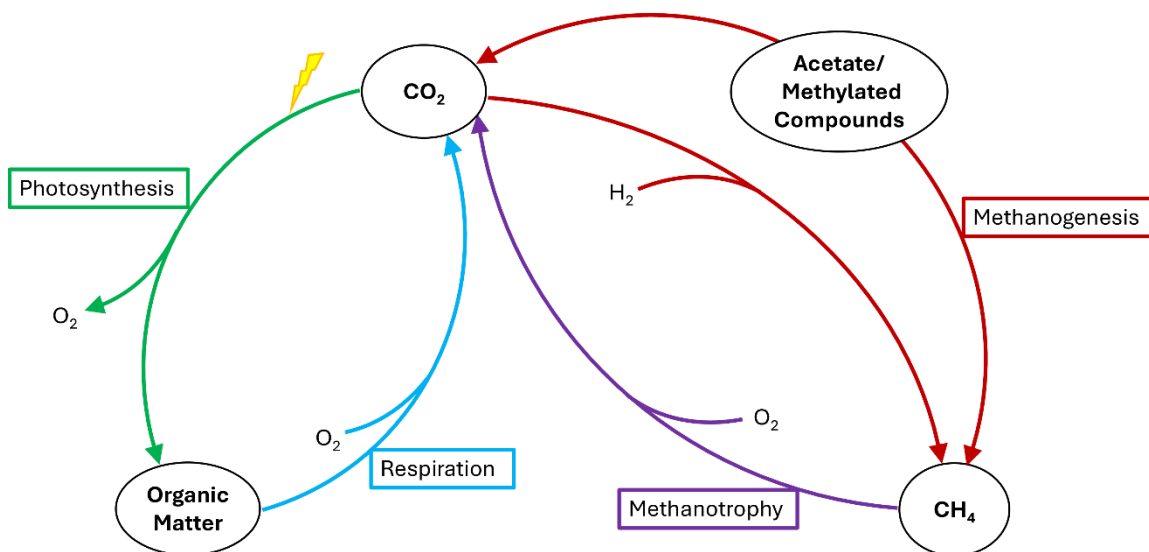 Acetate/
Methylated
Compounds
CO₂
Photosynthesis
H₂
Methanogenesis
O₂
O₂
O₂
Respiration
Organic
Matter
Methanotrophy
CH₄